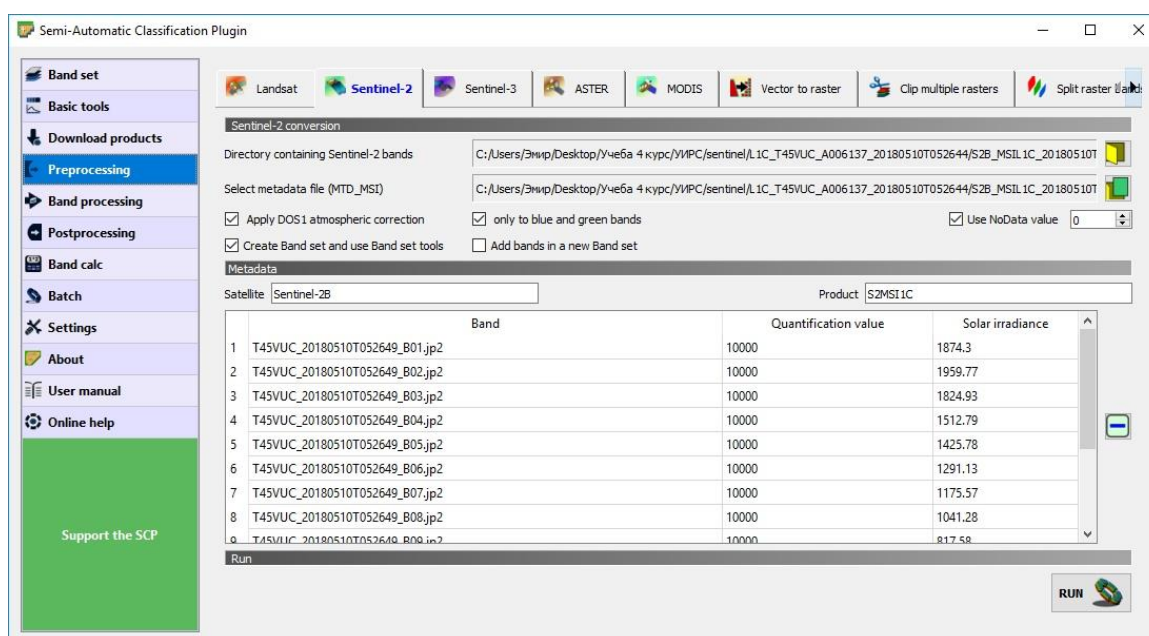 Semi-Automatic Classification Plugin
Band set
Basic tools
Download products
Preprocessing
Band processing
Postprocessing
Band calc
Batch
Settings
About
User manual
Online help
Support the SCP
Landsat Sentinel-2 Sentinel-3 ASTER MODIS Vector to raster Clip multiple rasters Split raster
Sentinel-2 conversion
Directory containing Sentinel-2 bands C:/Users/Эмир/Desktop/Учеба 4 курс/УИРС/sentinel/L1C_T45VUC_A006137_20180510T052644/S2B_MSIL1C_20180510T
Select metadata file (MTD_MSI) C:/Users/Эмир/Desktop/Учеба 4 курс/УИРС/sentinel/L1C_T45VUC_A006137_20180510T052644/S2B_MSIL1C_20180510T
Apply DOS1 atmospheric correction only to blue and green bands Use NoData value 0
Create Band set and use Band set tools Add bands in a new Band set
Metadata
Satellite Sentinel-2B Product S2MSI1C
Band Quantification value Solar irradiance
1 T45VUC_20180510T052649_B01.jp2 10000 1874.3
2 T45VUC_20180510T052649_B02.jp2 10000 1959.77
3 T45VUC_20180510T052649_B03.jp2 10000 1824.93
4 T45VUC_20180510T052649_B04.jp2 10000 1512.79
5 T45VUC_20180510T052649_B05.jp2 10000 1425.78
6 T45VUC_20180510T052649_B06.jp2 10000 1291.13
7 T45VUC_20180510T052649_B07.jp2 10000 1175.57
8 T45VUC_20180510T052649_B08.jp2 10000 1041.28
9 T45VUC_20180510T052649_B09.jp2 10000 817.58
Run
RUN